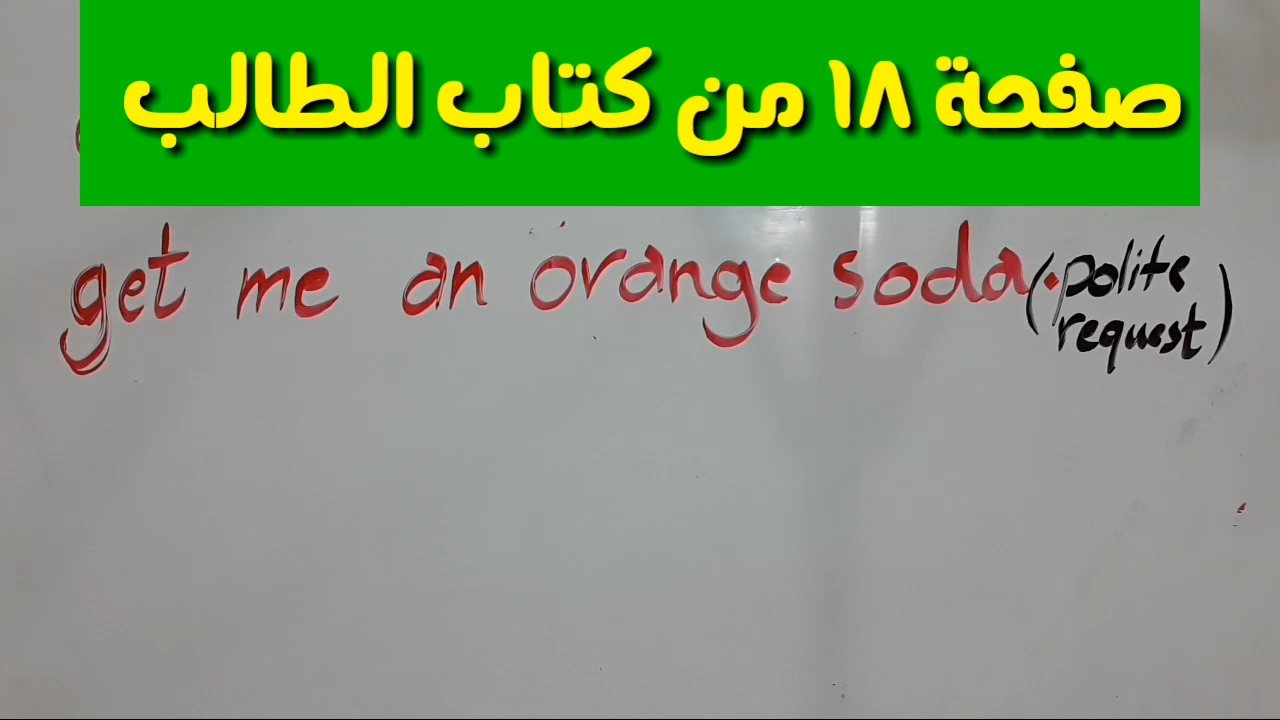 صفحة ١٨ من كتاب الطالب
get me an orange soda. (polite
request)